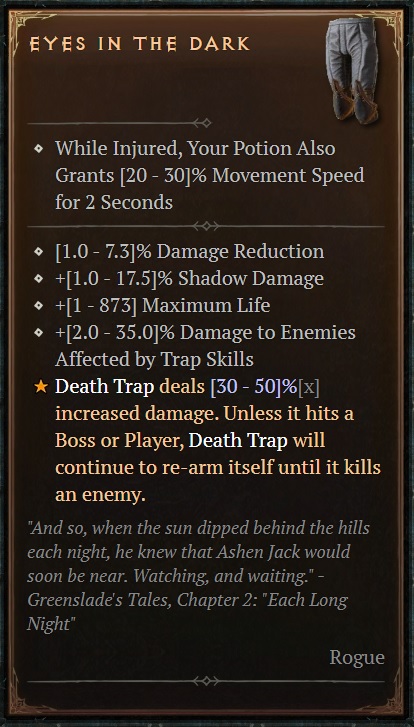 EYES IN THE DARK
While Injured, Your Potion Also
Grants [20 - 30]% Movement Speed
for 2 Seconds
[1.0 - 7.3]% Damage Reduction
+[1.0 - 17.5]% Shadow Damage
+[1 - 873] Maximum Life
+[2.0 - 35.0]% Damage to Enemies
Affected by Trap Skills
Death Trap deals [30 - 50]%[x]
increased damage. Unless it hits a
Boss or Player, Death Trap will
continue to re-arm itself until it kills
an enemy.
"And so, when the sun dipped behind the hills
each night, he knew that Ashen Jack would
soon be near. Watching, and waiting." -
Greenslade's Tales, Chapter 2: "Each Long
Night"
Rogue